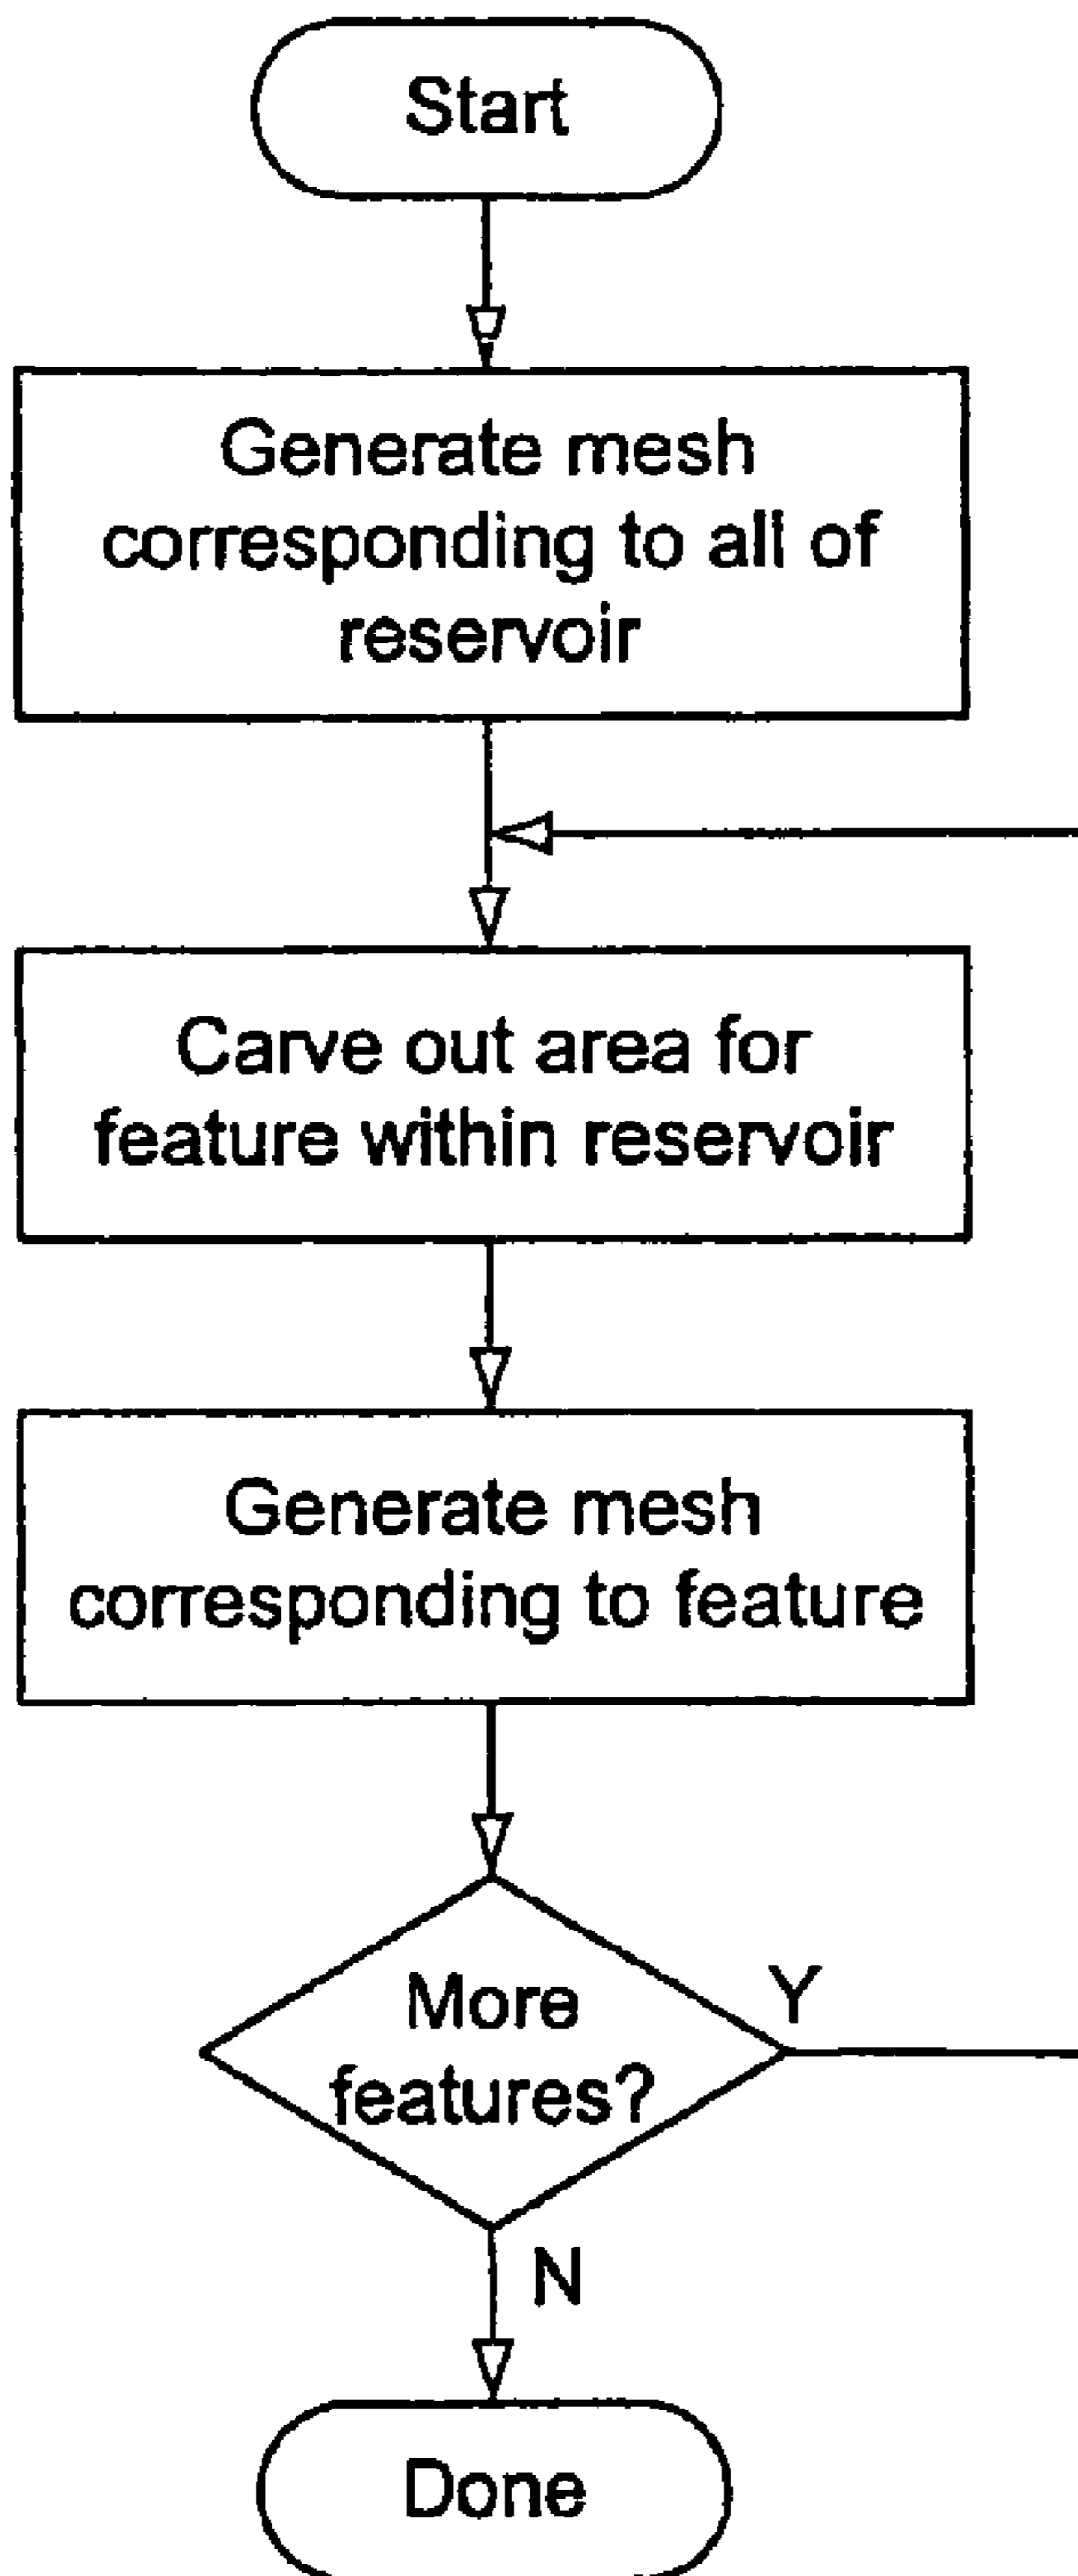 Start
Generate mesh
corresponding to all of
reservoir
Carve out area for
feature within reservoir
Generate mesh
corresponding to feature
More
features?
Y
N
Done